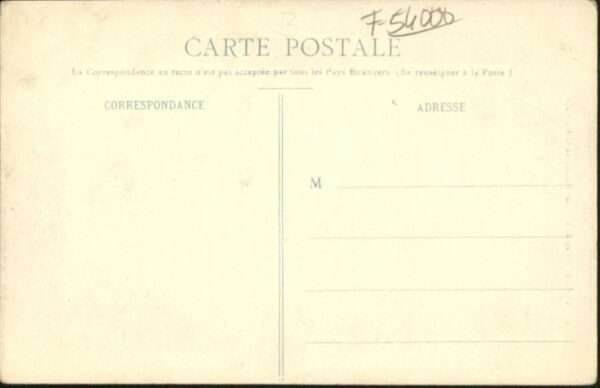 F-54000
CARTE POSTALE
La Correspondance au recto n'est pas acceptée par tous les Pays Etrangers (Se renseigner à la Poste)
CORRESPONDANCE
ADRESSE
M